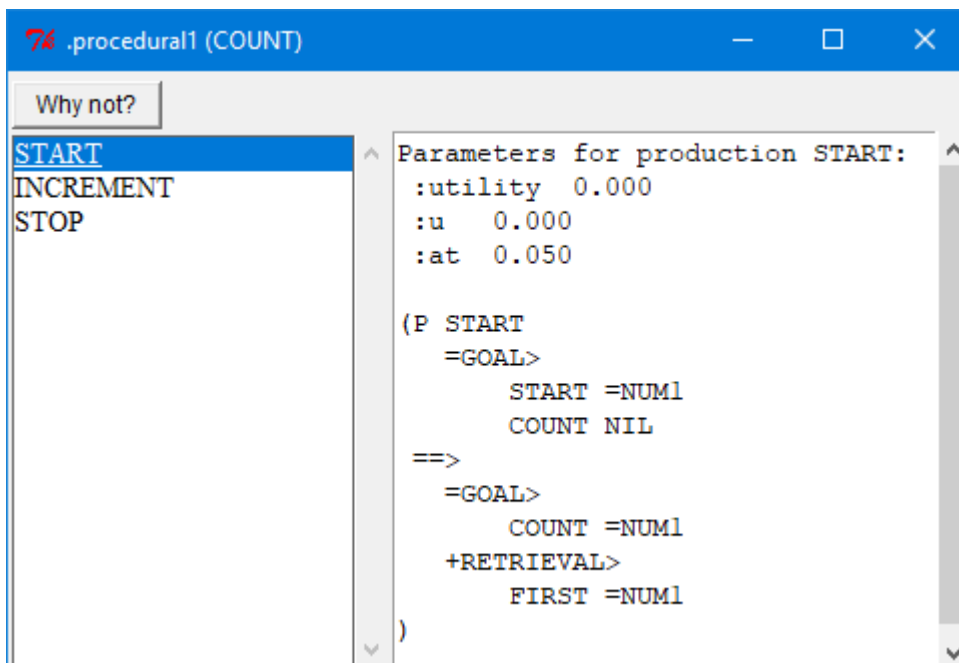 7k .procedural1 (COUNT)
Why not?
START
INCREMENT
STOP
Parameters for production START:
:utility 0.000
:u 0.000
:at 0.050
(P START
=GOAL>
START =NUM1
COUNT NIL
==>
=GOAL>
COUNT =NUM1
+RETRIEVAL>
FIRST =NUM1
)